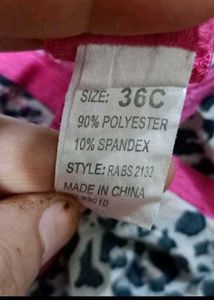 SIZE: 36C
90% POLYESTER
10% SPANDEX
STYLE: RABS 2132
MADE IN CHINA